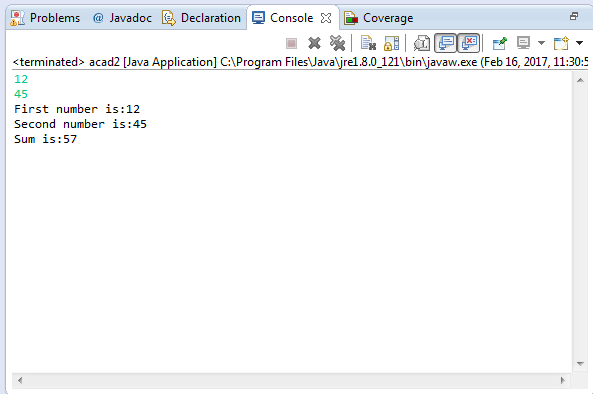 Problems @ Javadoc Declaration Console Coverage
<terminated> acad2 [Java Application] C:\Program Files\Java\jre1.8.0_121\bin\javaw.exe (Feb 16, 2017, 11:30:5
12
45
First number is:12
Second number is:45
Sum is:57